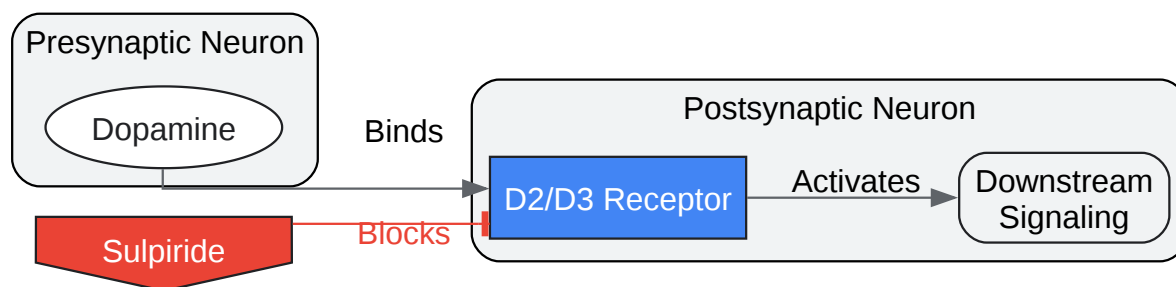 Presynaptic Neuron
Dopamine
Binds
Postsynaptic Neuron
D2/D3 Receptor
Activates
Downstream
Signaling
Blocks
Sulpiride